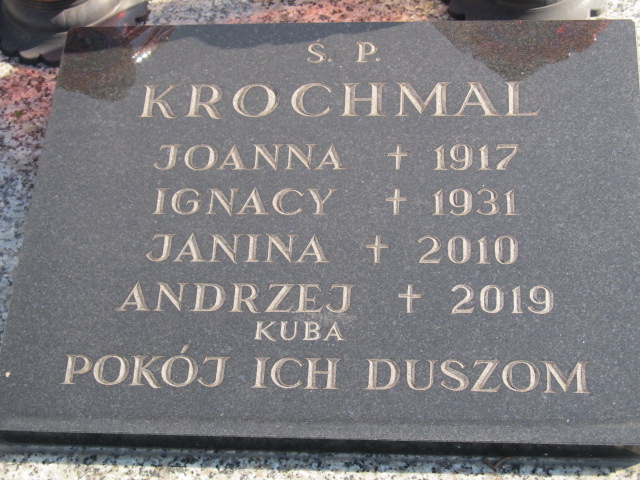 Ś. P.
KROCHMAL
JOANNA + 1917
IGNACY + 1931
JANINA + 2010
ANDRZEJ + 2019
KUBA
POKÓJ ICH DUSZOM